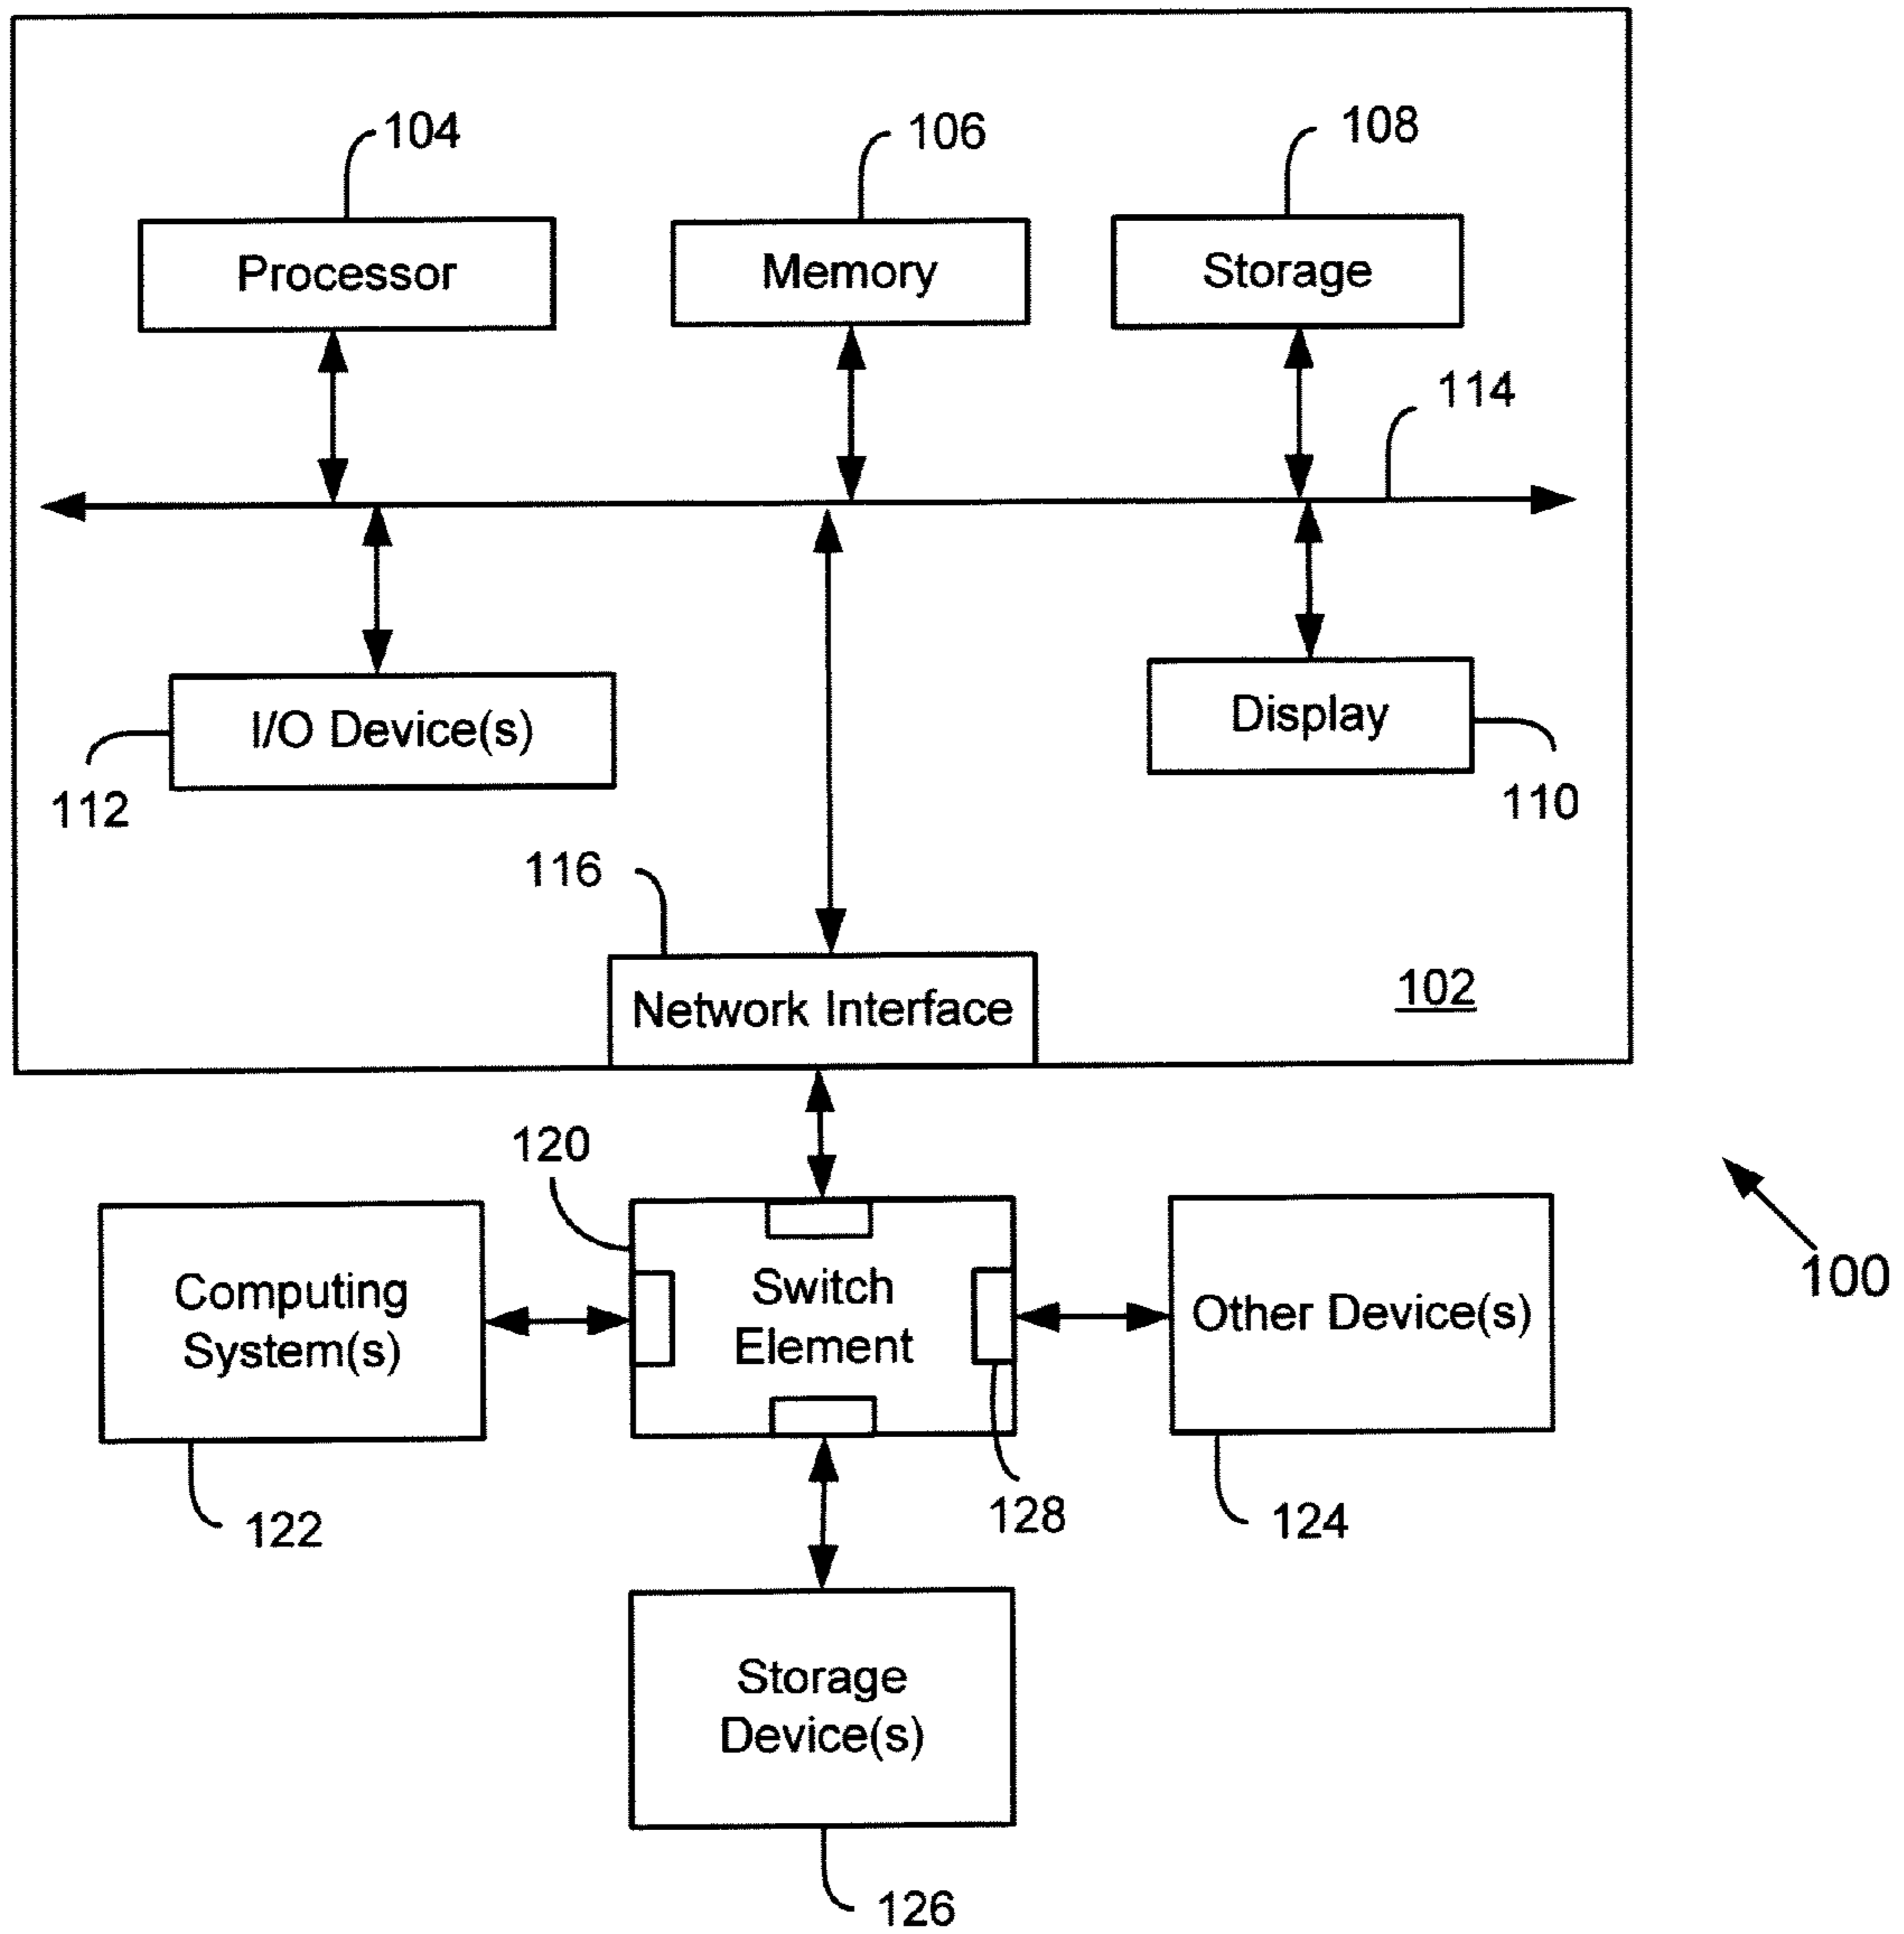 104
106
108
Processor
Memory
Storage
114
I/O Device(s)
Display
112
110
116
Network Interface
102
120
Computing
System(s)
Switch
Element
Other Device(s)
100
122
128
124
Storage
Device(s)
126